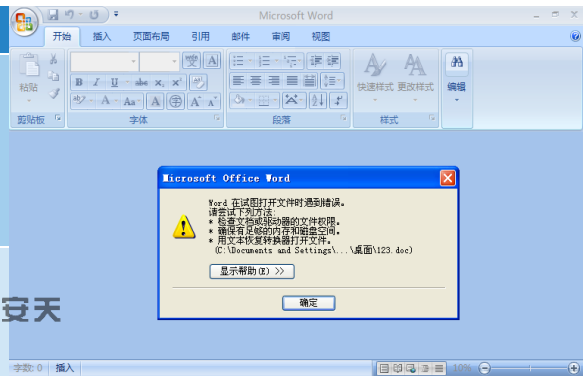 Microsoft Word
开始 插入 页面布局 引用 邮件 审阅 视图
粘贴
快速样式 更改样式 编辑
剪贴板 字体 段落 样式
Microsoft Office Word
Word 在试图打开文件时遇到错误。
请尝试下列方法:
* 检查文档或驱动器的文件权限。
* 确保有足够的内存和磁盘空间。
* 用文本恢复转换器打开文件。
(C:\Documents and Settings\...\桌面\123.doc)
显示帮助(E) >>
确定
安天
字数: 0 插入 10%